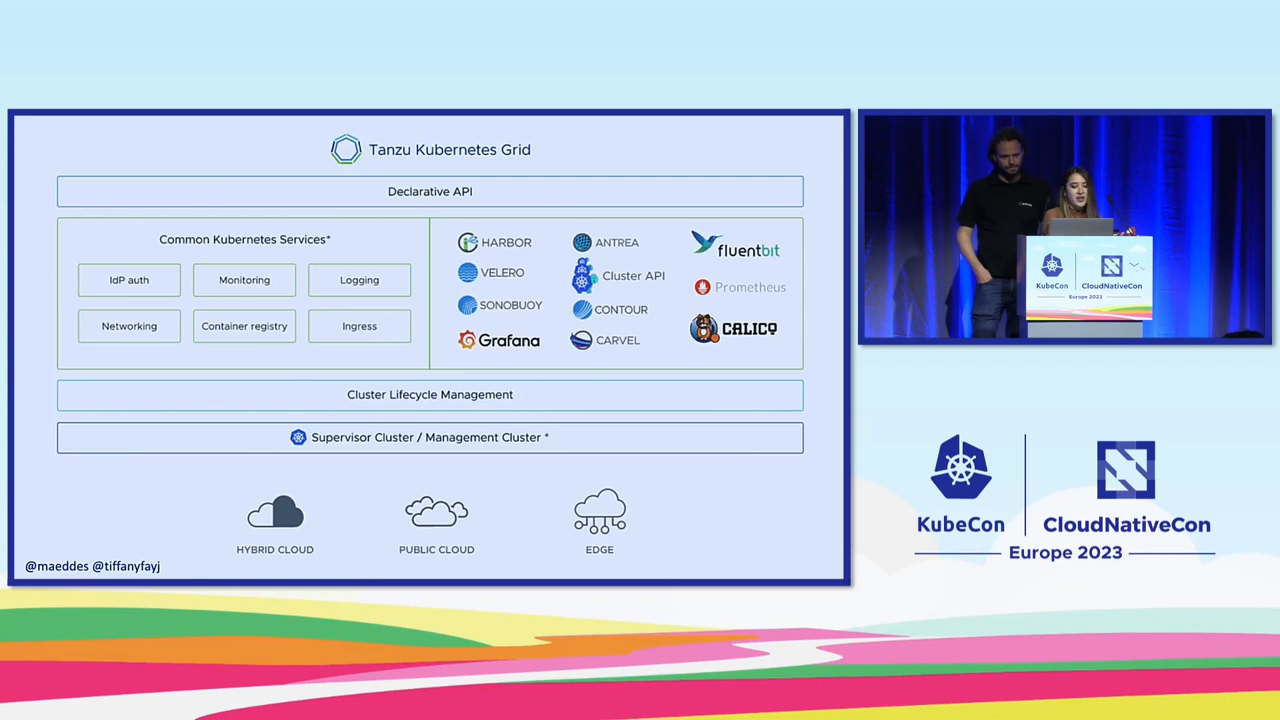 Tanzu Kubernetes Grid
Declarative API
Common Kubernetes Services*
IdP auth
Monitoring
Logging
Networking
Container registry
Ingress
HARBOR
VELERO
SONOBUOY
Grafana
ANTREA
Cluster API
CONTOUR
CARVEL
fluentbit
Prometheus
CALICO
Cluster Lifecycle Management
Supervisor Cluster / Management Cluster *
HYBRID CLOUD
PUBLIC CLOUD
EDGE
@maeddes @tiffanyfayj
KubeCon
CloudNativeCon
Europe 2023
KubeCon
CloudNativeCon
Europe 2023